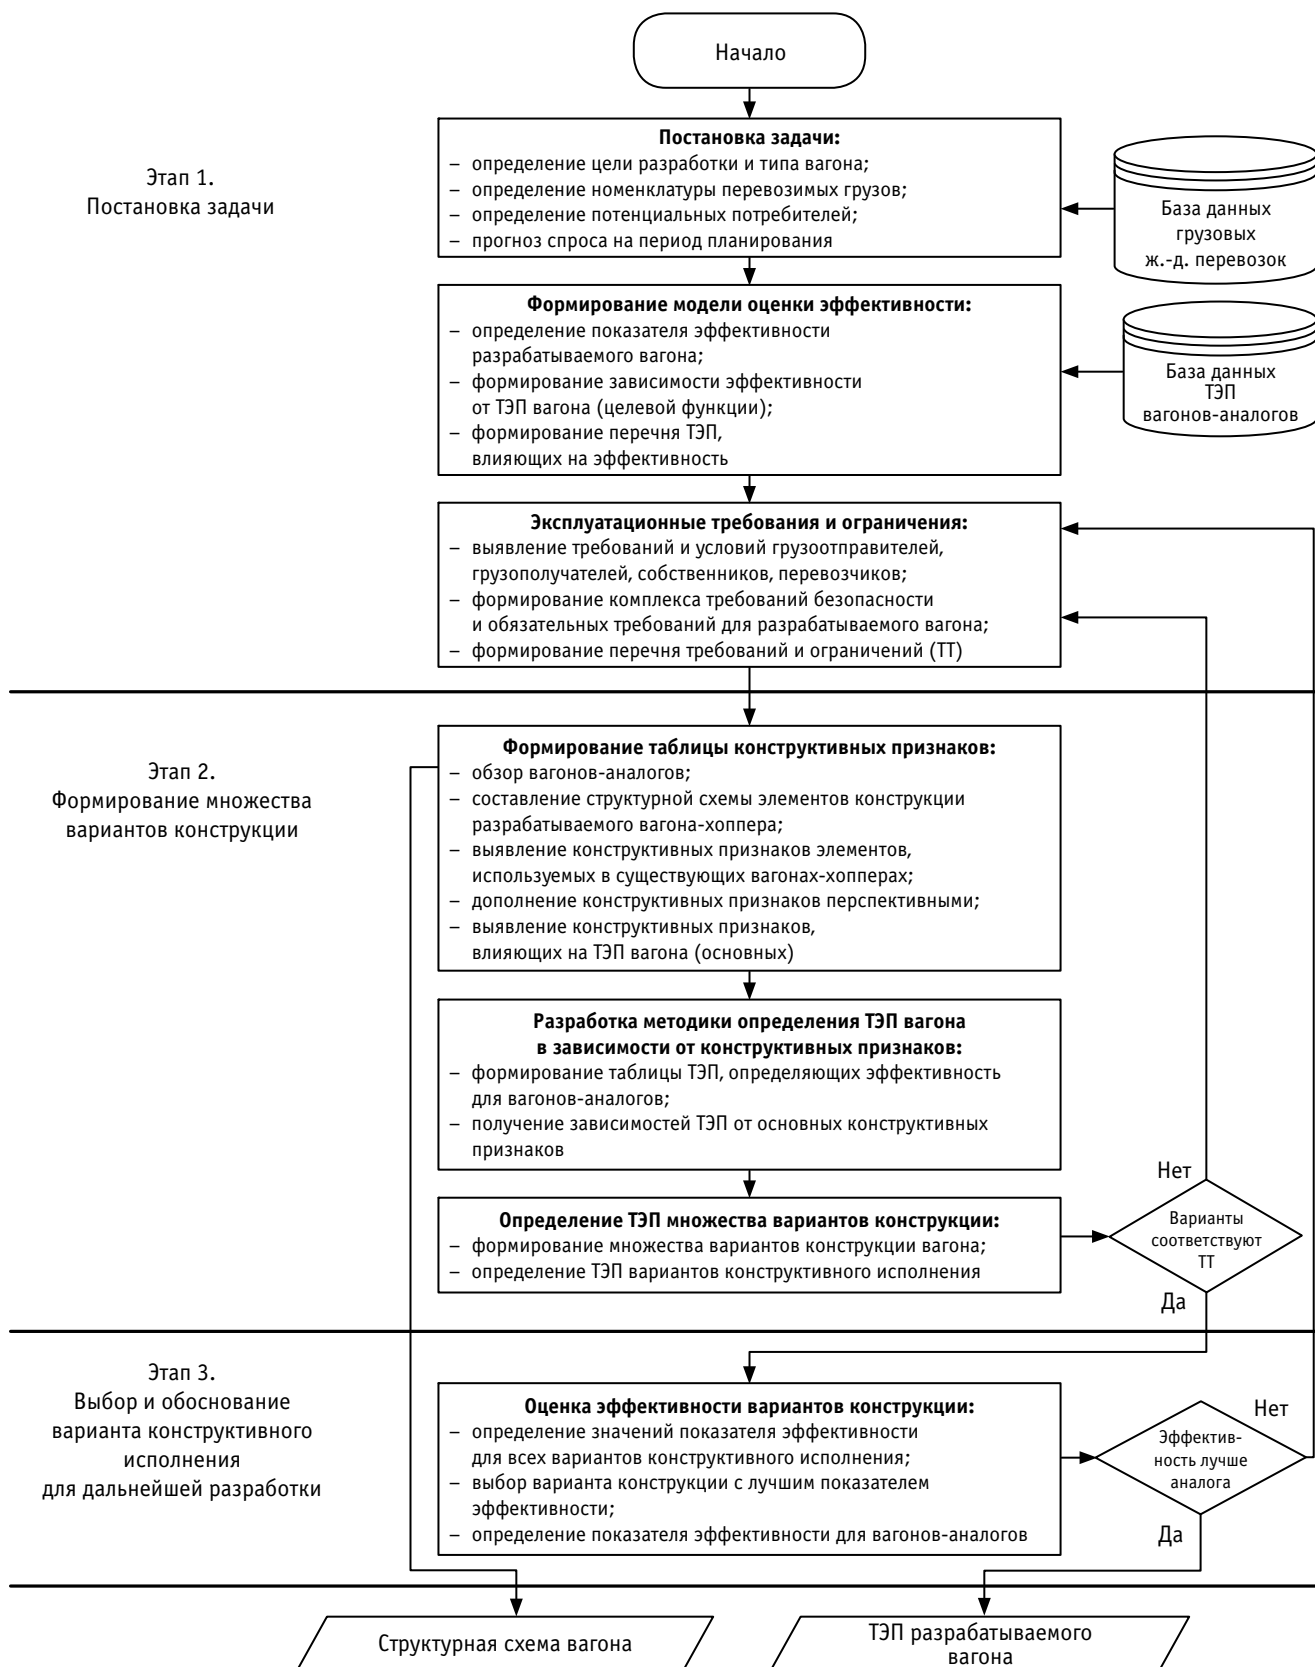 Начало
Этап 1.
Постановка задачи
Постановка задачи:
– определение цели разработки и типа вагона;
– определение номенклатуры перевозимых грузов;
– определение потенциальных потребителей;
– прогноз спроса на период планирования
База данных
грузовых
ж.-д. перевозок
Формирование модели оценки эффективности:
– определение показателя эффективности
разрабатываемого вагона;
– формирование зависимости эффективности
от ТЭП вагона (целевой функции);
– формирование перечня ТЭП,
влияющих на эффективность
База данных
ТЭП
вагонов-аналогов
Эксплуатационные требования и ограничения:
– выявление требований и условий грузоотправителей,
грузополучателей, собственников, перевозчиков;
– формирование комплекса требований безопасности
и обязательных требований для разрабатываемого вагона;
– формирование перечня требований и ограничений (ТТ)
Этап 2.
Формирование множества
вариантов конструкции
Формирование таблицы конструктивных признаков:
– обзор вагонов-аналогов;
– составление структурной схемы элементов конструкции
разрабатываемого вагона-хоппера;
– выявление конструктивных признаков элементов,
используемых в существующих вагонах-хопперах;
– дополнение конструктивных признаков перспективными;
– выявление конструктивных признаков,
влияющих на ТЭП вагона (основных)
Разработка методики определения ТЭП вагона
в зависимости от конструктивных признаков:
– формирование таблицы ТЭП, определяющих эффективность
для вагонов-аналогов;
– получение зависимостей ТЭП от основных конструктивных
признаков
Определение ТЭП множества вариантов конструкции:
– формирование множества вариантов конструкции вагона;
– определение ТЭП вариантов конструктивного исполнения
Нет
Варианты
соответствуют
ТТ
Да
Этап 3.
Выбор и обоснование
варианта конструктивного
исполнения
для дальнейшей разработки
Оценка эффективности вариантов конструкции:
– определение значений показателя эффективности
для всех вариантов конструктивного исполнения;
– выбор варианта конструкции с лучшим показателем
эффективности;
– определение показателя эффективности для вагонов-аналогов
Нет
Эффектив-
ность лучше
аналога
Да
Структурная схема вагона
ТЭП разрабатываемого
вагона